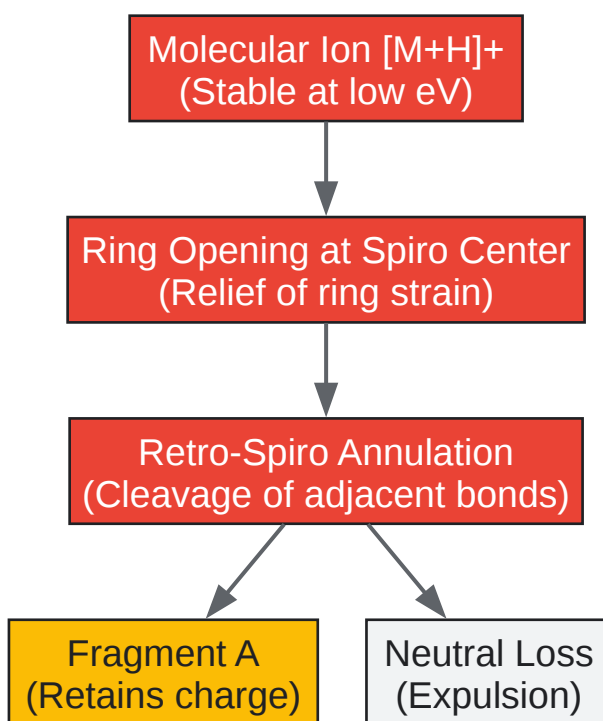 Molecular Ion [M+H]+
(Stable at low eV)
Ring Opening at Spiro Center
(Relief of ring strain)
Retro-Spiro Annulation
(Cleavage of adjacent bonds)
Fragment A
(Retains charge)
Neutral Loss
(Expulsion)